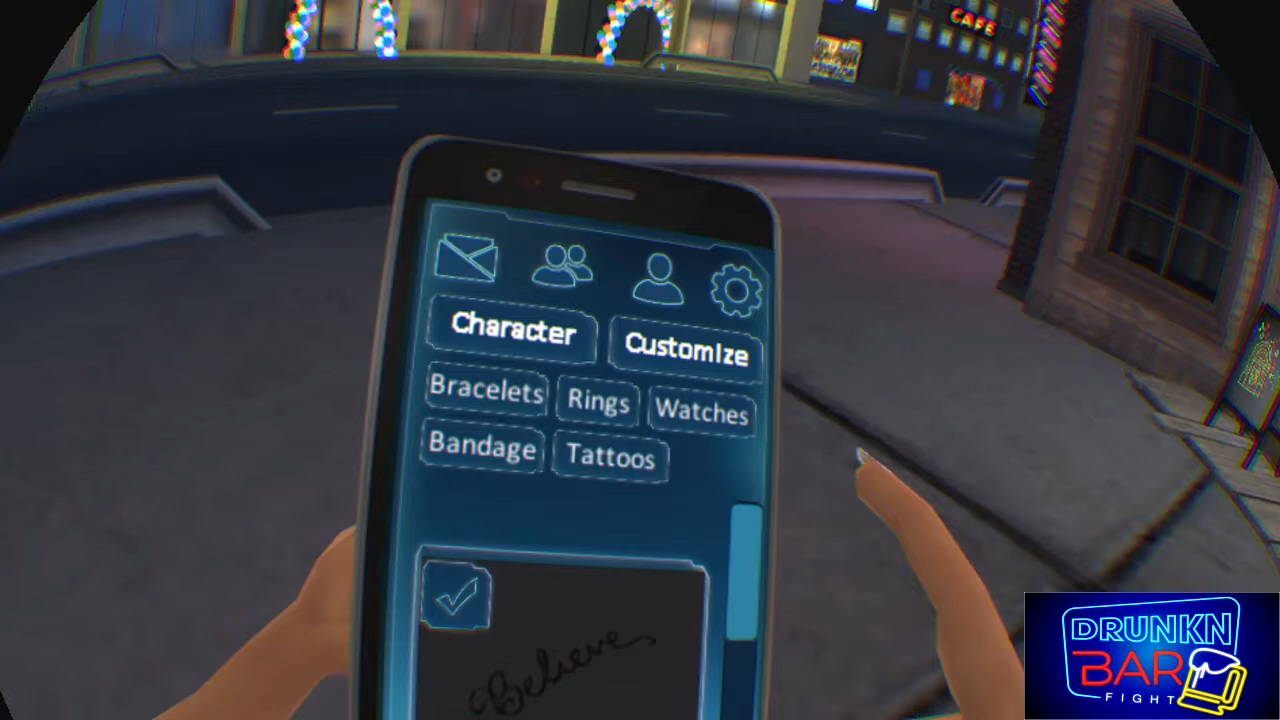 CAFE
Character
Customize
Bracelets
Rings
Watches
Bandage
Tattoos
Believe
DRUNKN
BAR
FIGHT